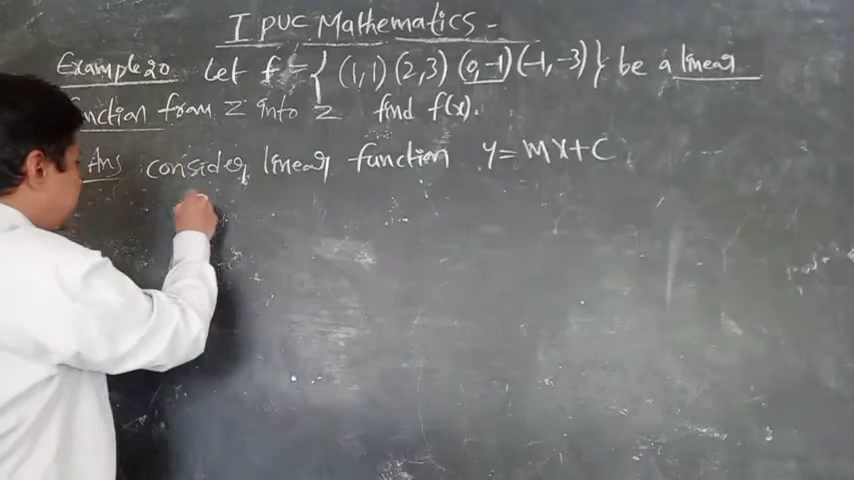 I PUC Mathematics -
Example 20 Let f = { (1,1) (2,3) (0,-1) (-1,-3)} be a linear
function from Z into Z find f(x).
Ans consider linear function y = mx+c